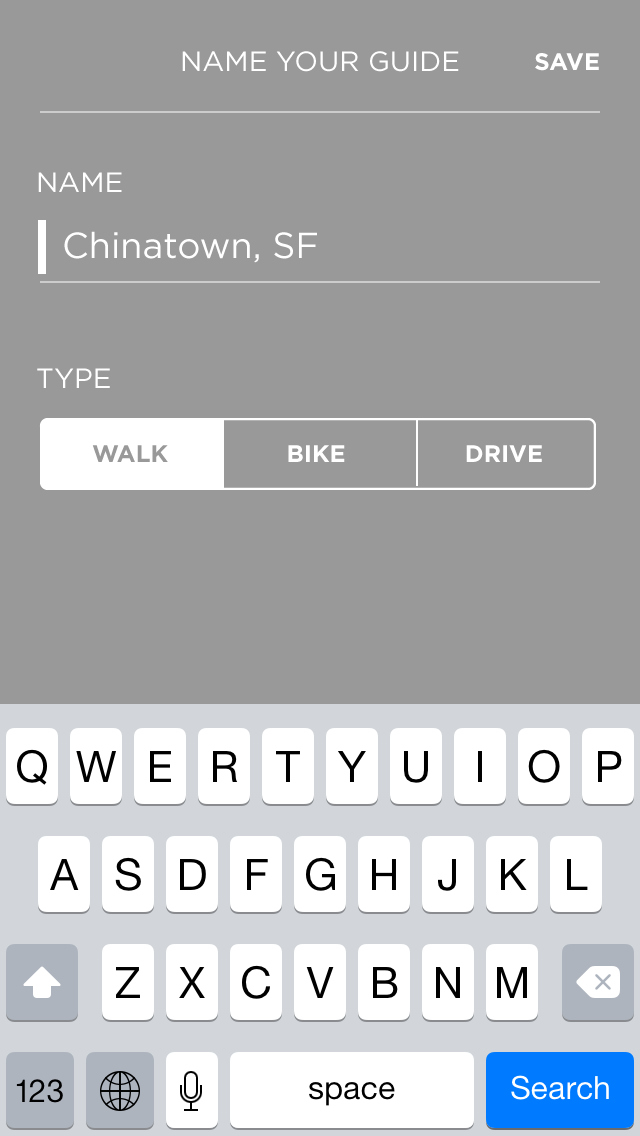 NAME YOUR GUIDE SAVE
NAME
Chinatown, SF
TYPE
WALK BIKE DRIVE
Q W E R T Y U I O P
A S D F G H J K L
Z X C V B N M
123 space Search